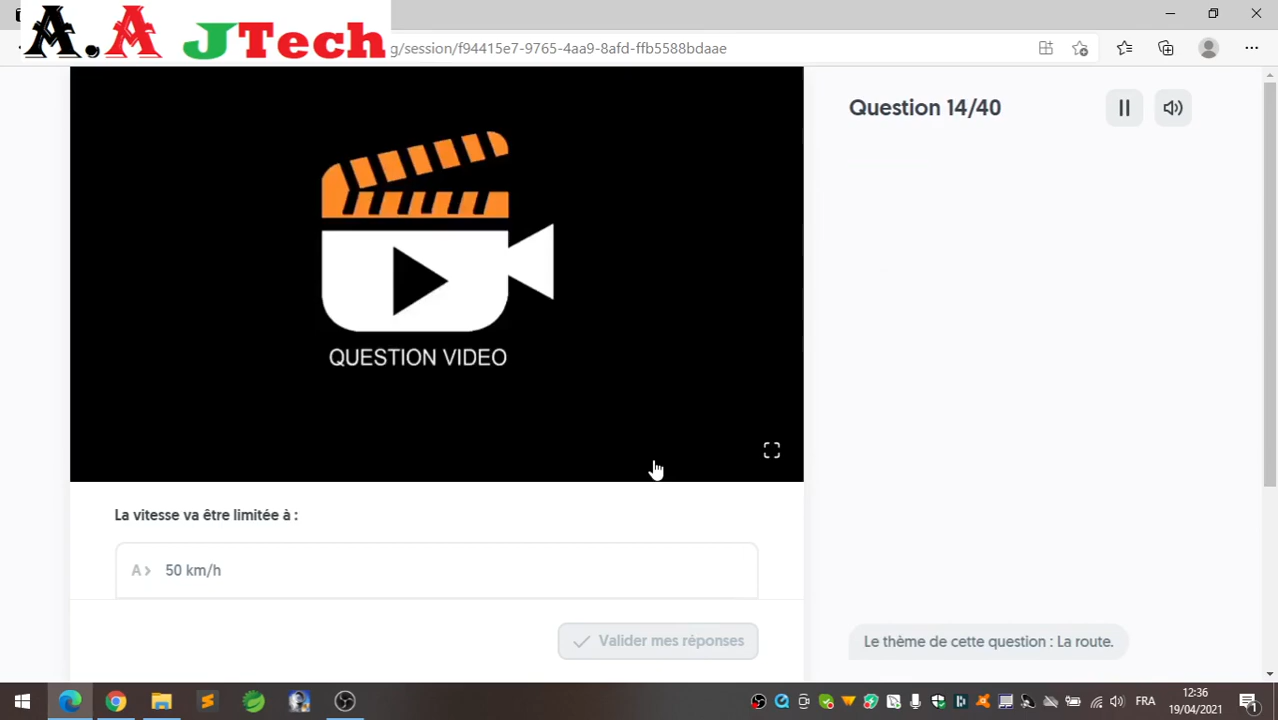 A.A JTech
g/session/f94415e7-9765-4aa9-8afd-ffb5588bdaae
Question 14/40
QUESTION VIDEO
La vitesse va être limitée à :
A 50 km/h
Valider mes réponses
Le thème de cette question : La route.
FRA
12:36
19/04/2021